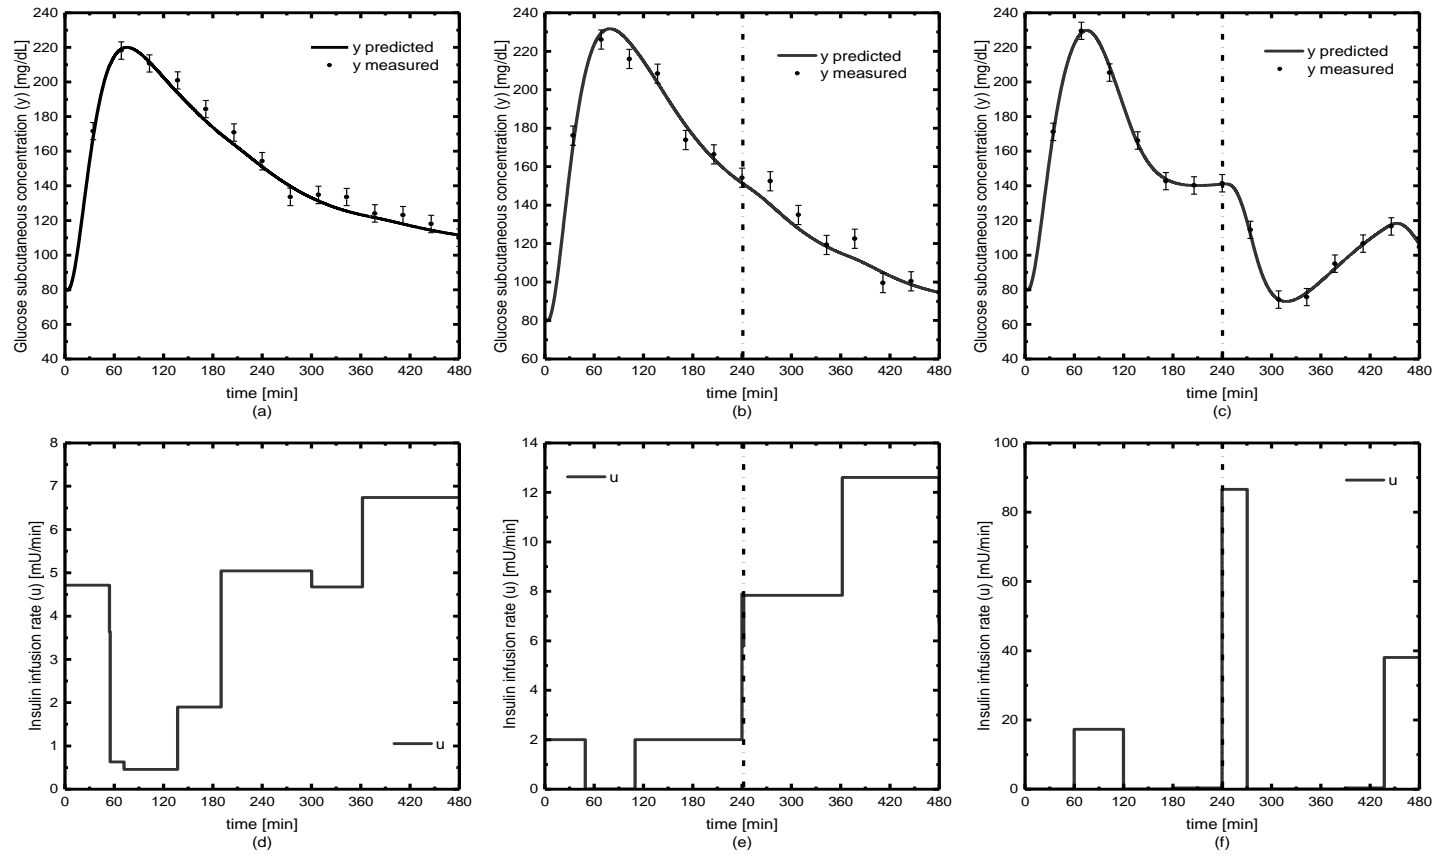 Glucose subcutaneous concentration (y) [mg/dL]
240
220
200
180
160
140
120
100
80
60
40
y predicted
y measured
0 60 120 180 240 300 360 420 480
time [min]
(a)
Glucose subcutaneous concentration (y) [mg/dL]
240
220
200
180
160
140
120
100
80
60
y predicted
y measured
0 60 120 180 240 300 360 420 480
time [min]
(b)
Glucose subcutaneous concentration (y) [mg/dL]
240
220
200
180
160
140
120
100
80
60
40
y predicted
y measured
0 60 120 180 240 300 360 420 480
time [min]
(c)
Insulin infusion rate (u) [mU/min]
8
7
6
5
4
3
2
1
0
u
0 60 120 180 240 300 360 420 480
time [min]
(d)
Insulin infusion rate (u) [mU/min]
14
12
10
8
6
4
2
0
u
0 60 120 180 240 300 360 420 480
time [min]
(e)
Insulin infusion rate (u) [mU/min]
100
80
60
40
20
0
u
0 60 120 180 240 300 360 420 480
time [min]
(f)